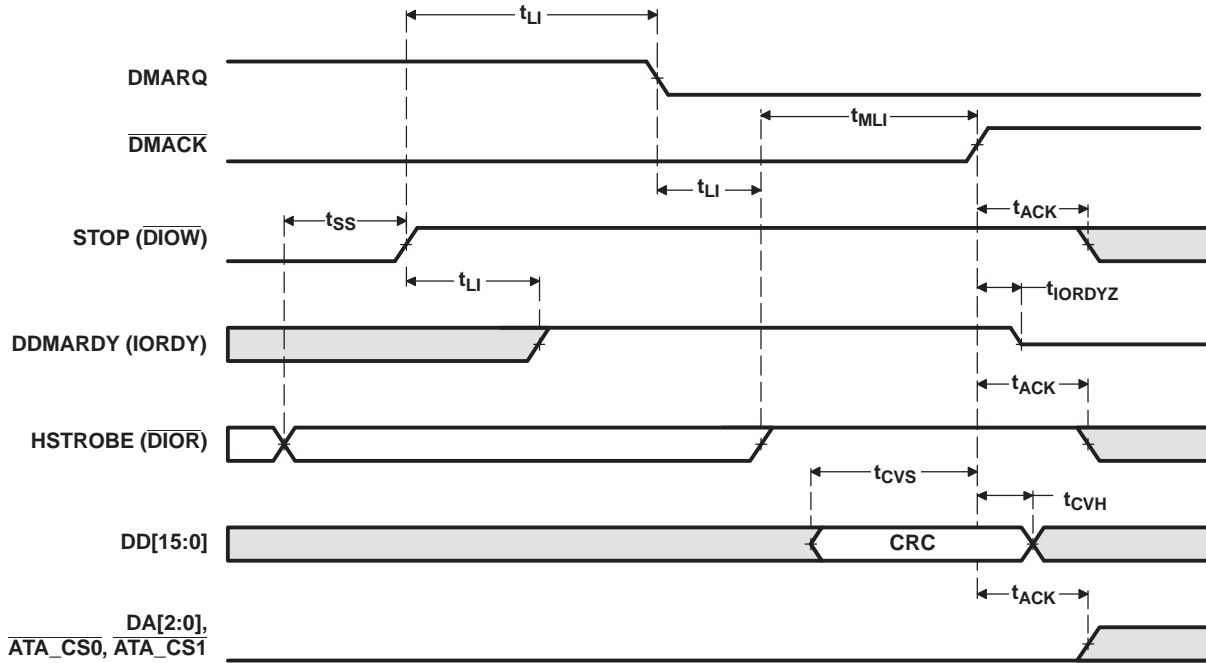 tLI
DMARQ
tMLI
DMACK
tLI
tSS
tACK
STOP (DIOW)
tLI
tIORDYZ
DDMARDY (IORDY)
tACK
HSTROBE (DIOR)
tCVS
tCVH
DD[15:0]
CRC
tACK
DA[2:0],
ATA_CS0, ATA_CS1